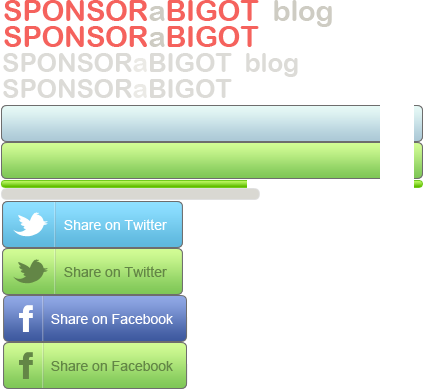 SPONSORaBIGOT blog
SPONSORaBIGOT
SPONSORaBIGOT blog
SPONSORaBIGOT
Share on Twitter
Share on Twitter
Share on Facebook
Share on Facebook